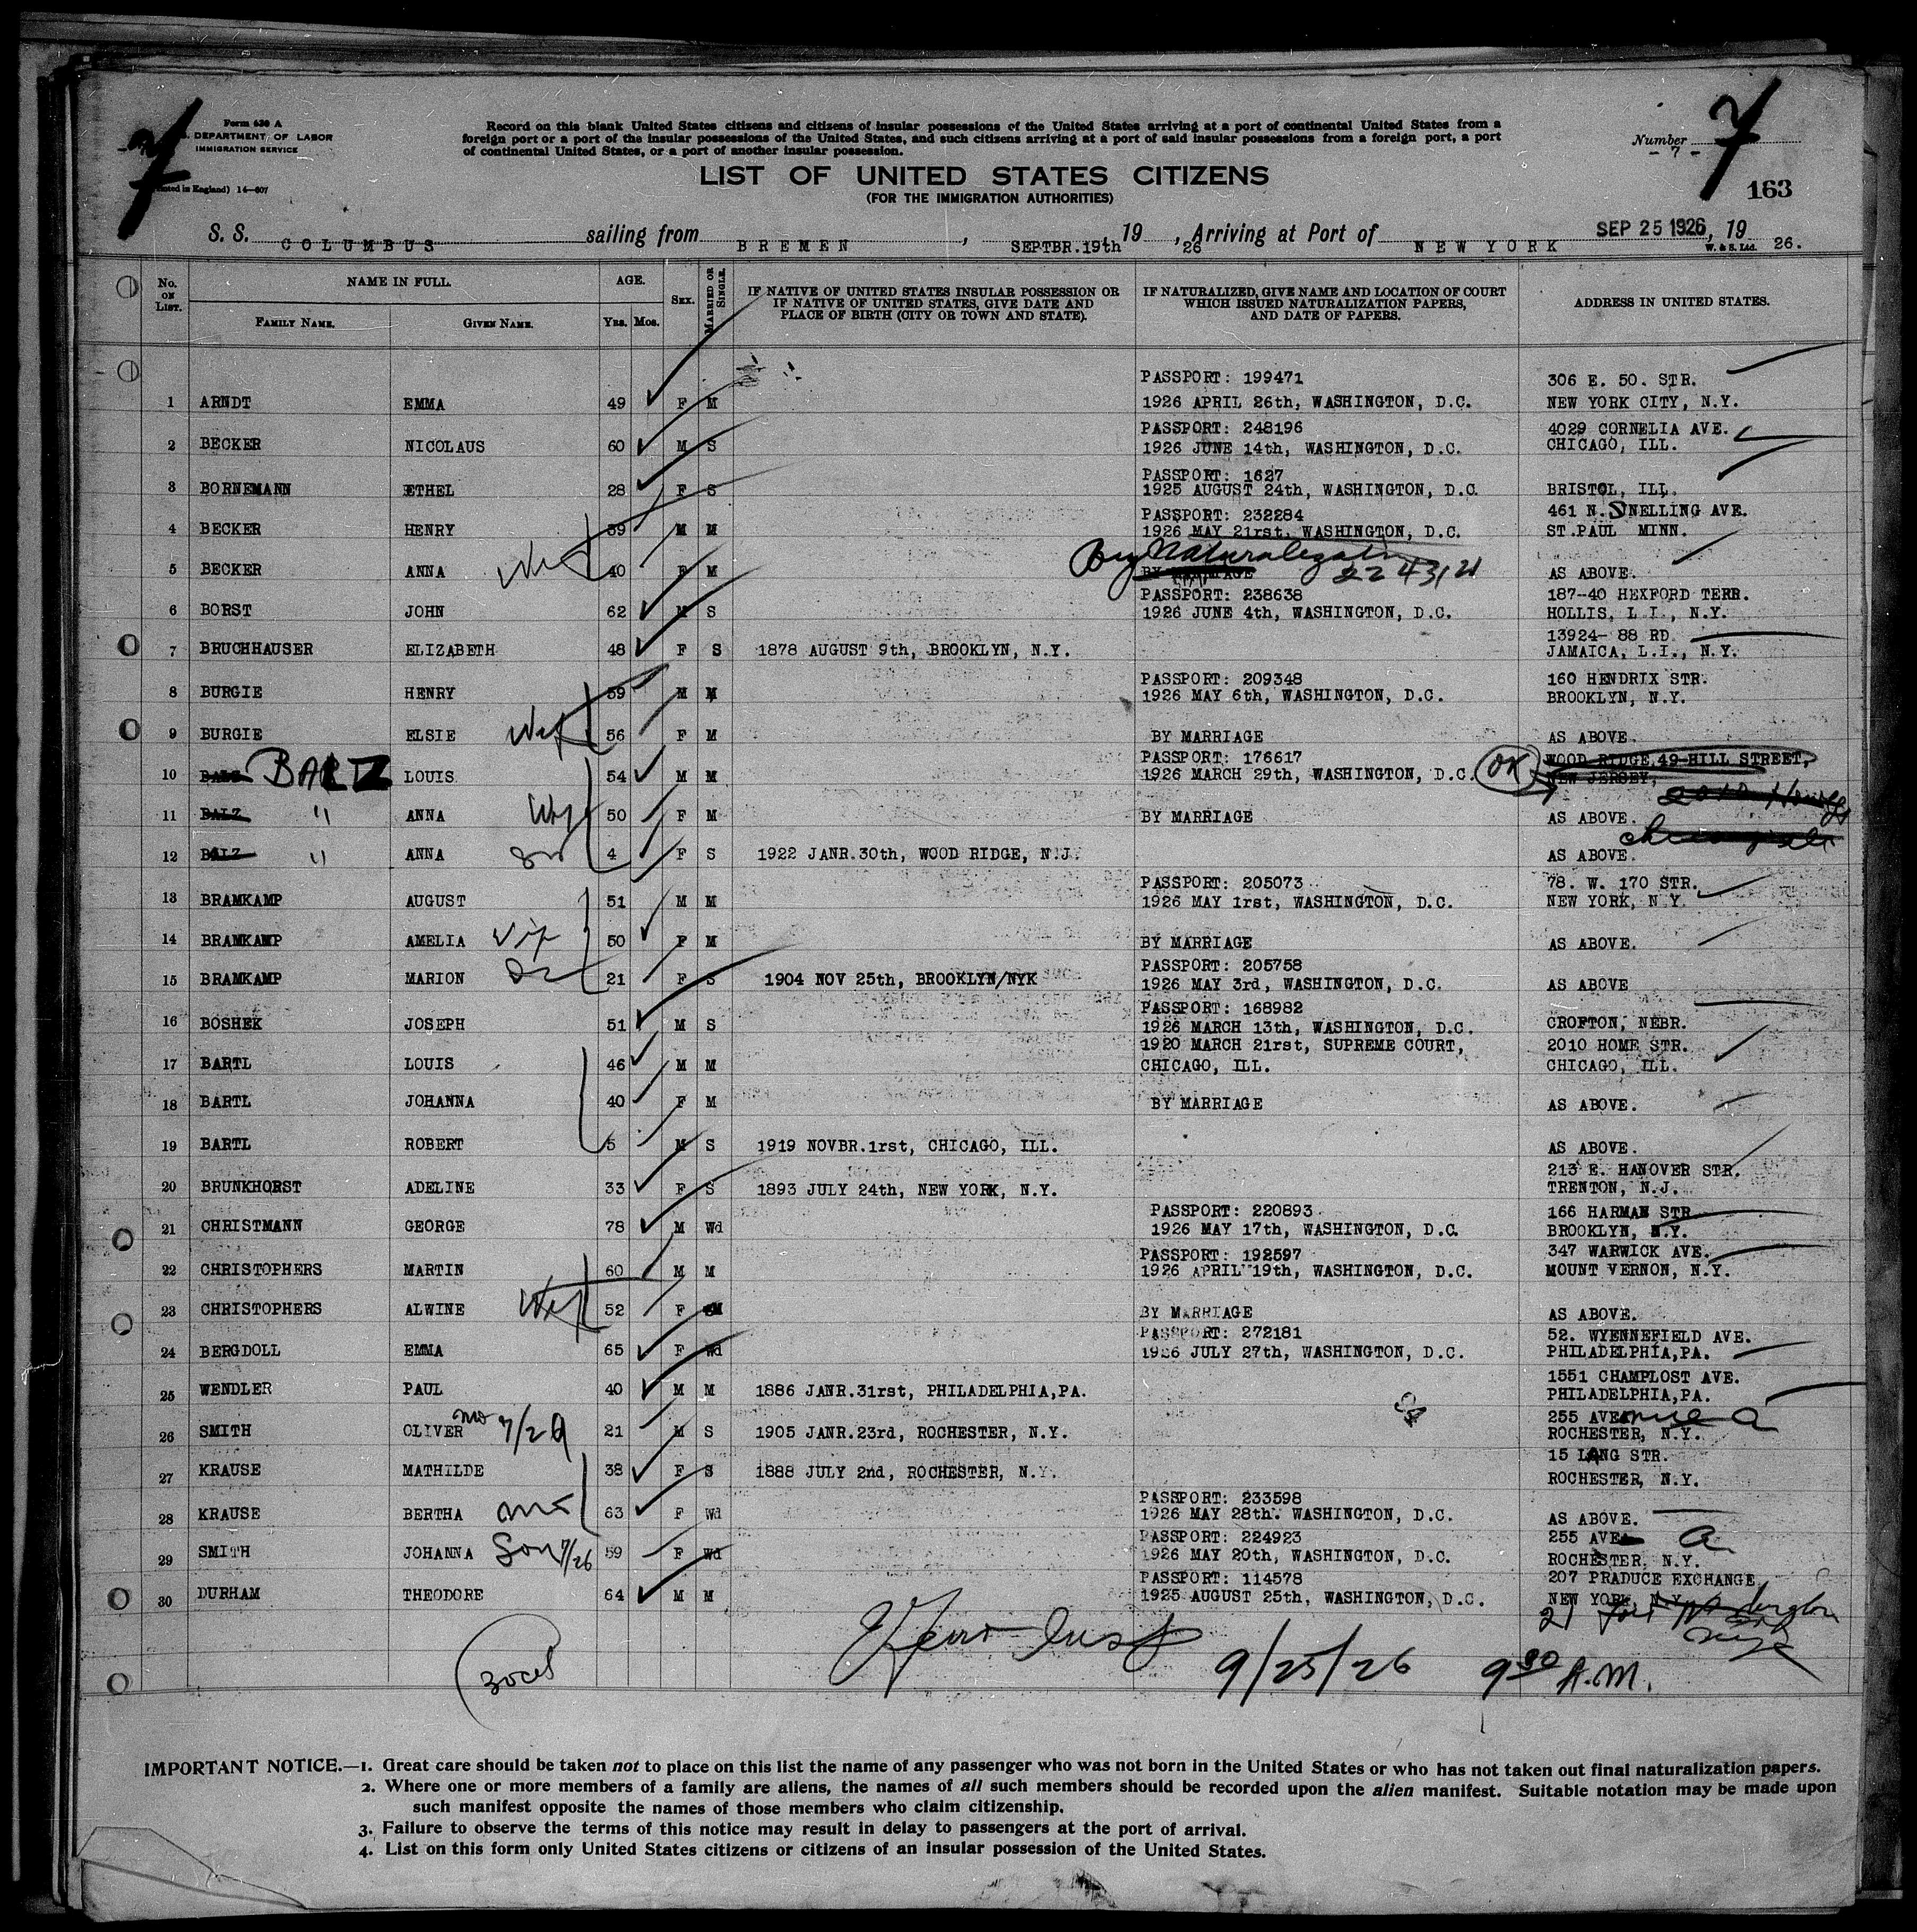 7
7
Form 630 A
DEPARTMENT OF LABOR
IMMIGRATION SERVICE
(Printed in England) 14—607
Record on this blank United States citizens and citizens of insular possessions of the United States arriving at a port of continental United States from a
foreign port or a port of the insular possessions of the United States, and such citizens arriving at a port of said insular possessions from a foreign port, a port
of continental United States, or a port of another insular possession.
Number
- 7 -
163
LIST OF UNITED STATES CITIZENS
(FOR THE IMMIGRATION AUTHORITIES)
S. S. COLUMBUS sailing from BREMEN, SEPTBR.19th 19 26, Arriving at Port of NEW YORK SEP 25 1926, 19 26.
W. & S. Ltd.
No. ON LIST. NAME IN FULL. AGE. SEX. MARRIED OR SINGLE. IF NATIVE OF UNITED STATES INSULAR POSSESSION OR IF NATIVE OF UNITED STATES, GIVE DATE AND PLACE OF BIRTH (CITY OR TOWN AND STATE). IF NATURALIZED, GIVE NAME AND LOCATION OF COURT WHICH ISSUED NATURALIZATION PAPERS, AND DATE OF PAPERS. ADDRESS IN UNITED STATES.
FAMILY NAME. GIVEN NAME. YRS. MOS.
PASSPORT: 199471 306 E. 50. STR.
1 ARNDT EMMA 49 F M 1926 APRIL 26th, WASHINGTON, D.C. NEW YORK CITY, N.Y.
PASSPORT: 248196 4029 CORNELIA AVE.
2 BECKER NICOLAUS 60 M S 1926 JUNE 14th, WASHINGTON, D.C. CHICAGO, ILL.
PASSPORT: 1627
3 BORNEMANN ETHEL 28 F S 1925 AUGUST 24th, WASHINGTON, D.C. BRISTOL, ILL.
PASSPORT: 232284 461 N. SNELLING AVE.
4 BECKER HENRY 39 M M 1926 MAY 21rst, WASHINGTON, D.C. ST.PAUL MINN.
By Naturalization
5 BECKER ANNA 40 F M BY MARRIAGE AS ABOVE.
PASSPORT: 238638 187-40 HEXFORD TERR.
6 BORST JOHN 62 M S 1926 JUNE 4th, WASHINGTON, D.C. HOLLIS, L.I., N.Y.
13924- 88 RD
7 BRUCHHAUSER ELIZABETH 48 F S 1878 AUGUST 9th, BROOKLYN, N.Y. JAMAICA, L.I., N.Y.
PASSPORT: 209348 160 HENDRIX STR.
8 BURGIE HENRY 59 M M 1926 MAY 6th, WASHINGTON, D.C. BROOKLYN, N.Y.
9 BURGIE ELSIE Wif 56 F M BY MARRIAGE AS ABOVE.
PASSPORT: 176617 OK WOOD RIDGE, 49-HILL STREET,
10 BALZ BARTZ LOUIS. 54 M M 1926 MARCH 29th, WASHINGTON, D.C. NEW JERSEY,
11 BALZ " ANNA 50 F M BY MARRIAGE AS ABOVE.
12 BALZ " ANNA 4 F S 1922 JANR.30th, WOOD RIDGE, N.J. AS ABOVE.
PASSPORT: 205073 78. W. 170 STR.
13 BRAMKAMP AUGUST 51 M M 1926 MAY 1rst, WASHINGTON, D.C. NEW YORK, N.Y.
14 BRAMKAMP AMELIA 50 F M BY MARRIAGE AS ABOVE.
PASSPORT: 205758
15 BRAMKAMP MARION 21 F S 1904 NOV 25th, BROOKLYN/NYK 1926 MAY 3rd, WASHINGTON, D.C. AS ABOVE
PASSPORT: 168982
16 BOSHEK JOSEPH 51 M S 1926 MARCH 13th, WASHINGTON, D.C. CROFTON, NEBR.
1920 MARCH 21rst, SUPREME COURT, 2010 HOME STR.
17 BARTL LOUIS 46 M M CHICAGO, ILL. CHICAGO, ILL.
18 BARTL JOHANNA 40 F M BY MARRIAGE AS ABOVE.
19 BARTL ROBERT 5 M S 1919 NOVBR.1rst, CHICAGO, ILL. AS ABOVE.
213 E. HANOVER STR.
20 BRUNKHORST ADELINE 33 F S 1893 JULY 24th, NEW YORK, N.Y. TRENTON, N.J.
PASSPORT: 220893 166 HARMAN STR
21 CHRISTMANN GEORGE 78 M Wd 1926 MAY 17th, WASHINGTON, D.C. BROOKLYN, N.Y.
PASSPORT: 192597 347 WARWICK AVE.
22 CHRISTOPHERS MARTIN 60 M M 1926 APRIL 19th, WASHINGTON, D.C. MOUNT VERNON, N.Y.
23 CHRISTOPHERS ALWINE Wif 52 F M BY MARRIAGE AS ABOVE.
PASSPORT: 272181 52. WYENNEFIELD AVE.
24 BERGDOLL EMMA 65 F Wd 1926 JULY 27th, WASHINGTON, D.C. PHILADELPHIA,PA.
1551 CHAMPLOST AVE.
25 WENDLER PAUL 40 M M 1886 JANR.31rst, PHILADELPHIA,PA. PHILADELPHIA,PA.
255 AVEnue a
26 SMITH OLIVER mo 7/29 21 M S 1905 JANR.23rd, ROCHESTER, N.Y. ROCHESTER, N.Y.
15 LANG STR.
27 KRAUSE MATHILDE 38 F S 1888 JULY 2nd, ROCHESTER, N.Y. ROCHESTER, N.Y.
PASSPORT: 233598
28 KRAUSE BERTHA 63 F Wd 1926 MAY 28th. WASHINGTON, D.C. AS ABOVE.
PASSPORT: 224923 255 AVE a
29 SMITH JOHANNA Son 7/26 59 F Wd 1926 MAY 20th, WASHINGTON, D.C. ROCHESTER, N.Y.
PASSPORT: 114578 207 PRADUCE EXCHANGE
30 DURHAM THEODORE 64 M M 1925 AUGUST 25th, WASHINGTON, D.C. NEW YORK, N.Y.
9/25/26 9 30 A.M.
IMPORTANT NOTICE.—1. Great care should be taken not to place on this list the name of any passenger who was not born in the United States or who has not taken out final naturalization papers.
2. Where one or more members of a family are aliens, the names of all such members should be recorded upon the alien manifest. Suitable notation may be made upon
such manifest opposite the names of those members who claim citizenship.
3. Failure to observe the terms of this notice may result in delay to passengers at the port of arrival.
4. List on this form only United States citizens or citizens of an insular possession of the United States.